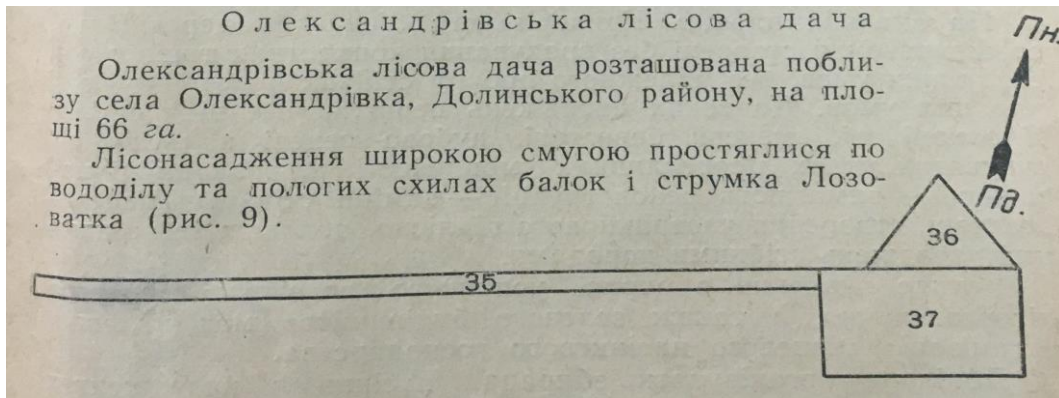 Олександрівська лісова дача
Олександрівська лісова дача розташована побли-
зу села Олександрівка, Долинського району, на пло-
щі 66 га.
Лісонасадження широкою смугою простяглися по
вододілу та пологих схилах балок і струмка Лозо-
ватка (рис. 9).
Пн.
Пд.
36
35
37